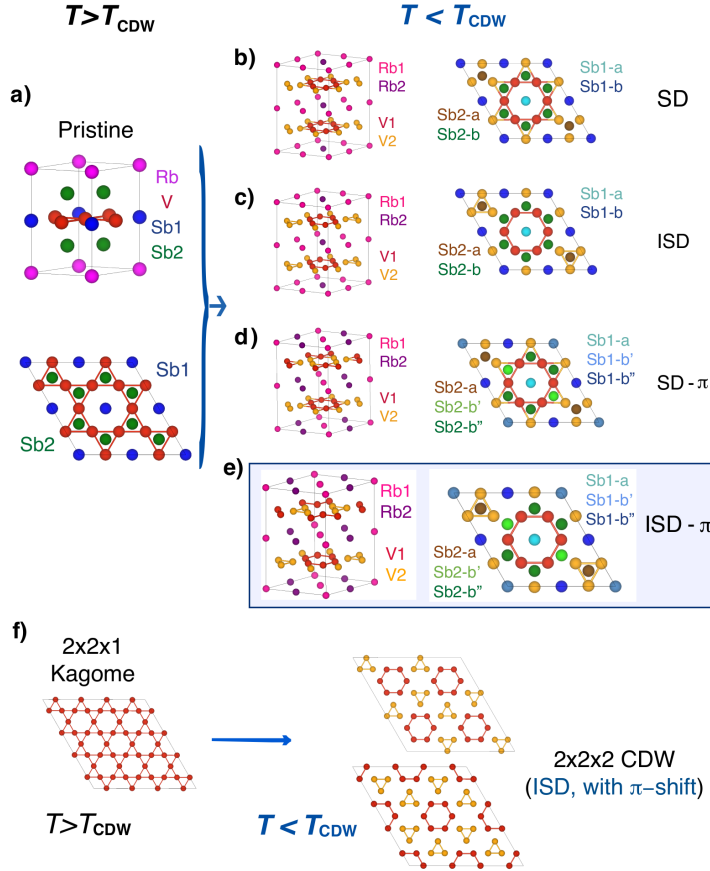 T>TCDW
T < TCDW
a)
Pristine
Rb
V
Sb1
Sb2
Sb1
Sb2
b)
Rb1
Rb2
V1
V2
Sb1-a
Sb1-b
Sb2-a
Sb2-b
SD
c)
Rb1
Rb2
V1
V2
Sb1-a
Sb1-b
Sb2-a
Sb2-b
ISD
d)
Rb1
Rb2
V1
V2
Sb1-a
Sb1-b'
Sb1-b"
Sb2-a
Sb2-b'
Sb2-b"
SD - π
e)
Rb1
Rb2
V1
V2
Sb1-a
Sb1-b'
Sb1-b"
Sb2-a
Sb2-b'
Sb2-b"
ISD - π
f)
2x2x1
Kagome
T>TCDW
T < TCDW
2x2x2 CDW
(ISD, with π-shift)